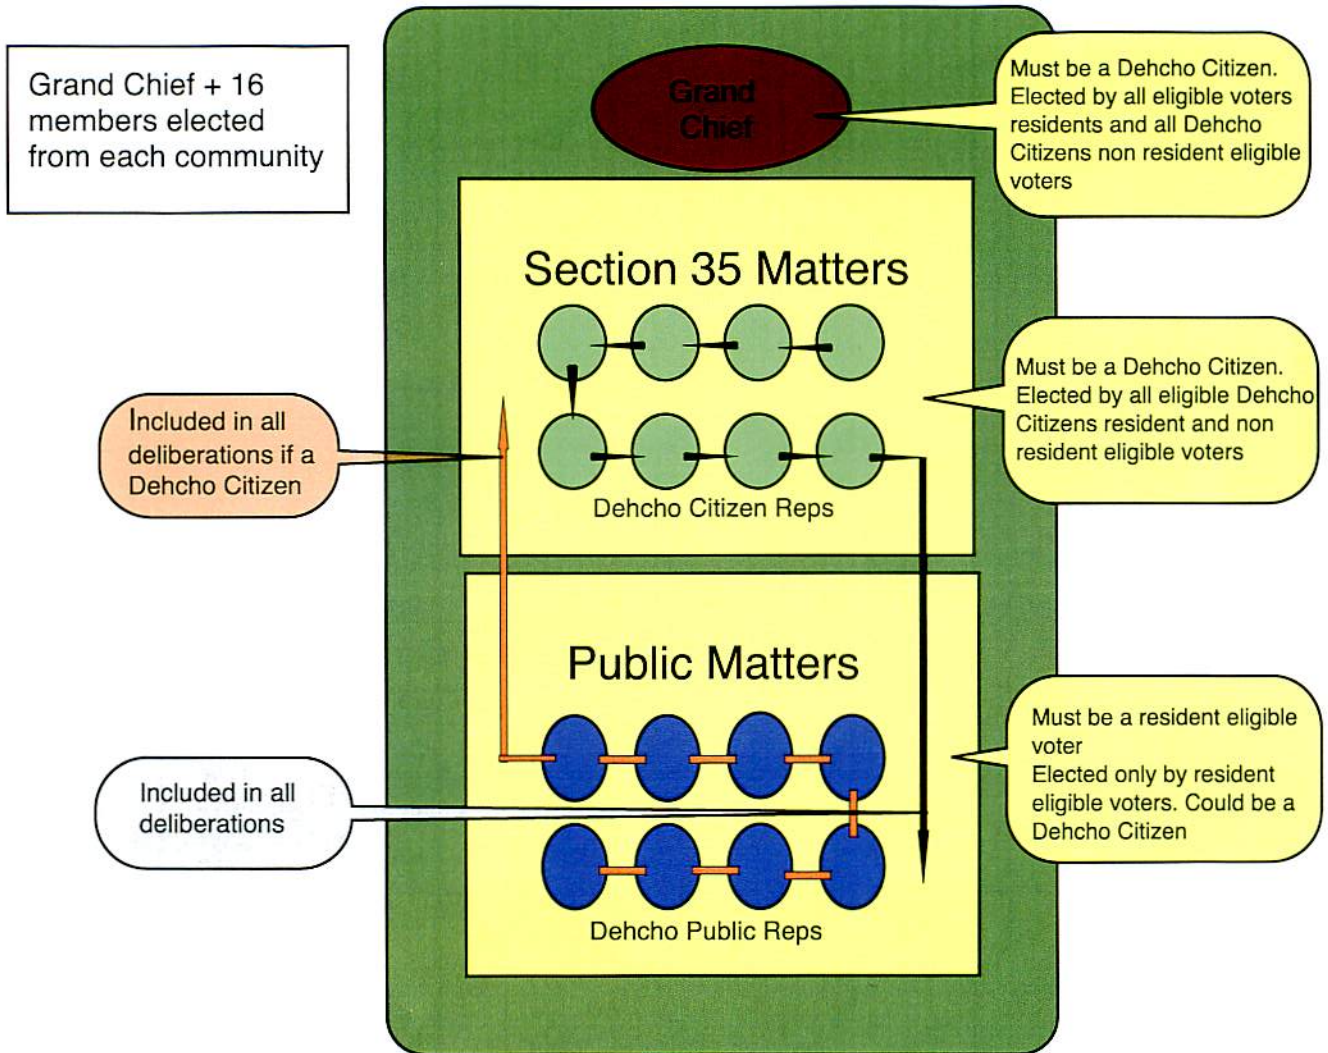 Grand Chief + 16
members elected
from each community
Grand
Chief
Must be a Dehcho Citizen.
Elected by all eligible voters
residents and all Dehcho
Citizens non resident eligible
voters
Section 35 Matters
Must be a Dehcho Citizen.
Elected by all eligible Dehcho
Citizens resident and non
resident eligible voters
Included in all
deliberations if a
Dehcho Citizen
Dehcho Citizen Reps
Public Matters
Must be a resident eligible
voter
Elected only by resident
eligible voters. Could be a
Dehcho Citizen
Included in all
deliberations
Dehcho Public Reps